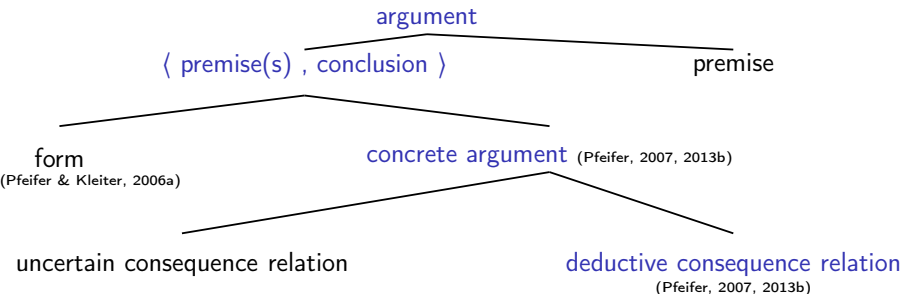 argument
⟨ premise(s) , conclusion ⟩ premise
form concrete argument (Pfeifer, 2007, 2013b)
(Pfeifer & Kleiter, 2006a)
uncertain consequence relation deductive consequence relation
(Pfeifer, 2007, 2013b)